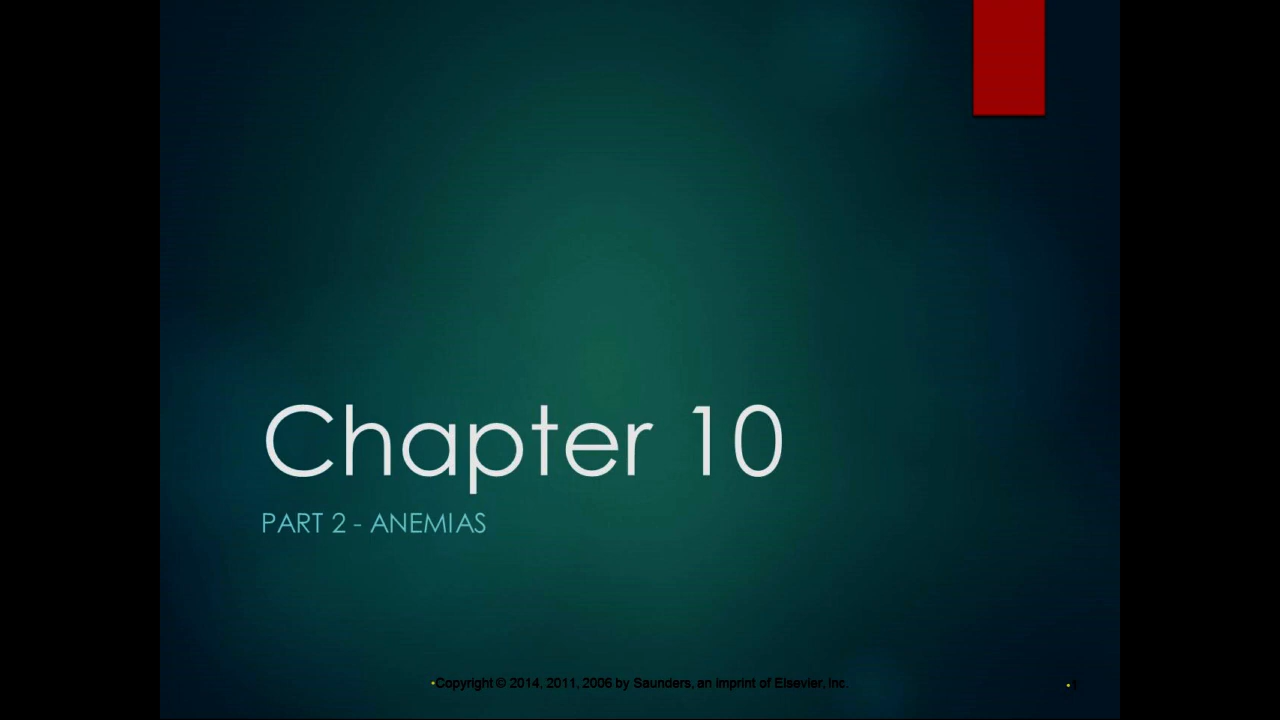 Chapter 10
PART 2 - ANEMIAS
•Copyright © 2014, 2011, 2006 by Saunders, an imprint of Elsevier, Inc.